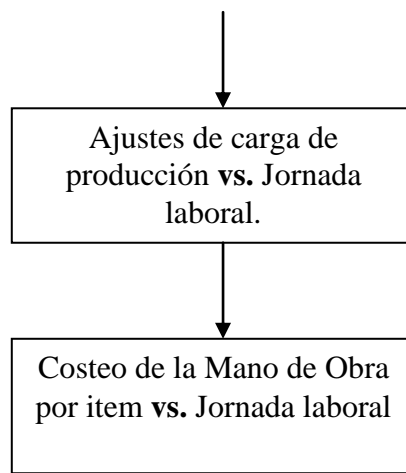 Ajustes de carga de
producción vs. Jornada
laboral.
Costeo de la Mano de Obra
por item vs. Jornada laboral